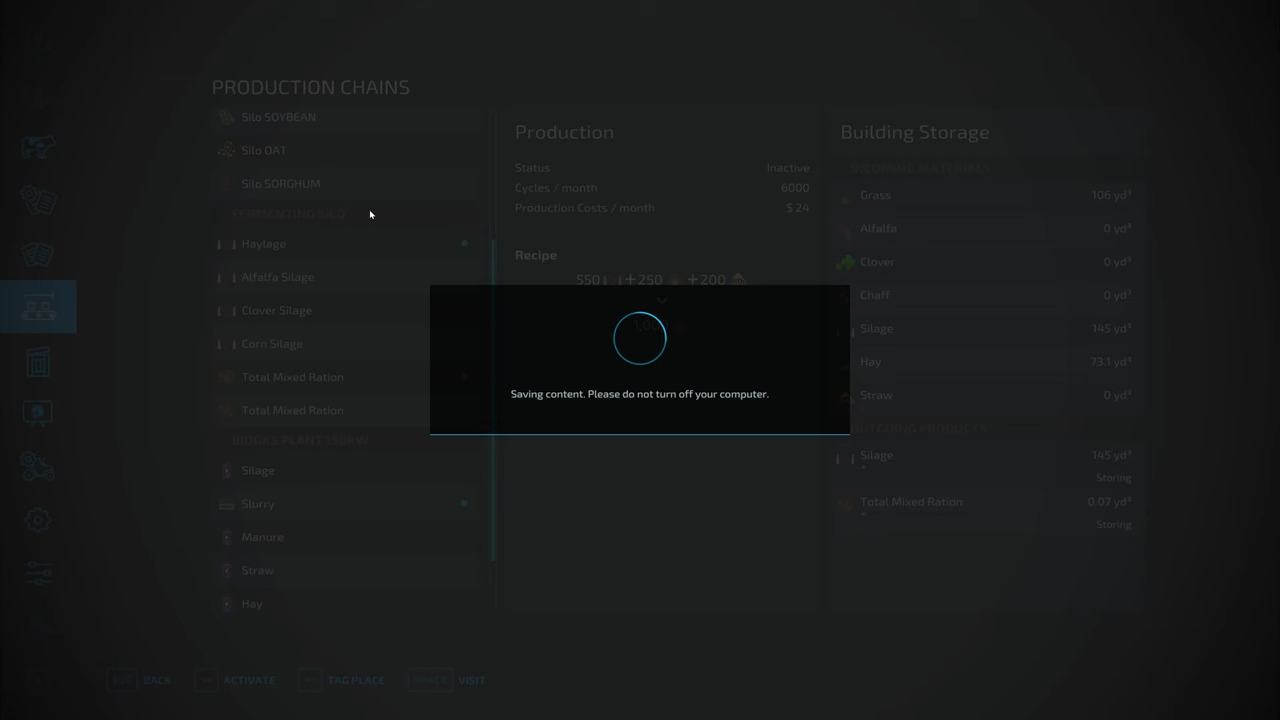 PRODUCTION CHAINS
Silo SOYBEAN
Silo OAT
Silo SORGHUM
FERMENTING SILO
Haylage
Alfalfa Silage
Clover Silage
Corn Silage
Total Mixed Ration
Total Mixed Ration
BIOGAS PLANT 150KW
Silage
Slurry
Manure
Straw
Hay
Production
Status Inactive
Cycles / month 6000
Production Costs / month $ 24
Recipe
550 +250 +200
Saving content. Please do not turn off your computer.
Building Storage
INCOMING MATERIALS
Grass 106 yd³
Alfalfa 0 yd³
Clover 0 yd³
Chaff 0 yd³
Silage 145 yd³
Hay 73.1 yd³
Straw 0 yd³
OUTGOING PRODUCTS
Silage 145 yd³
Storing
Total Mixed Ration 0.07 yd³
Storing
ESC BACK
ACTIVATE
TAG PLACE
SPACE VISIT